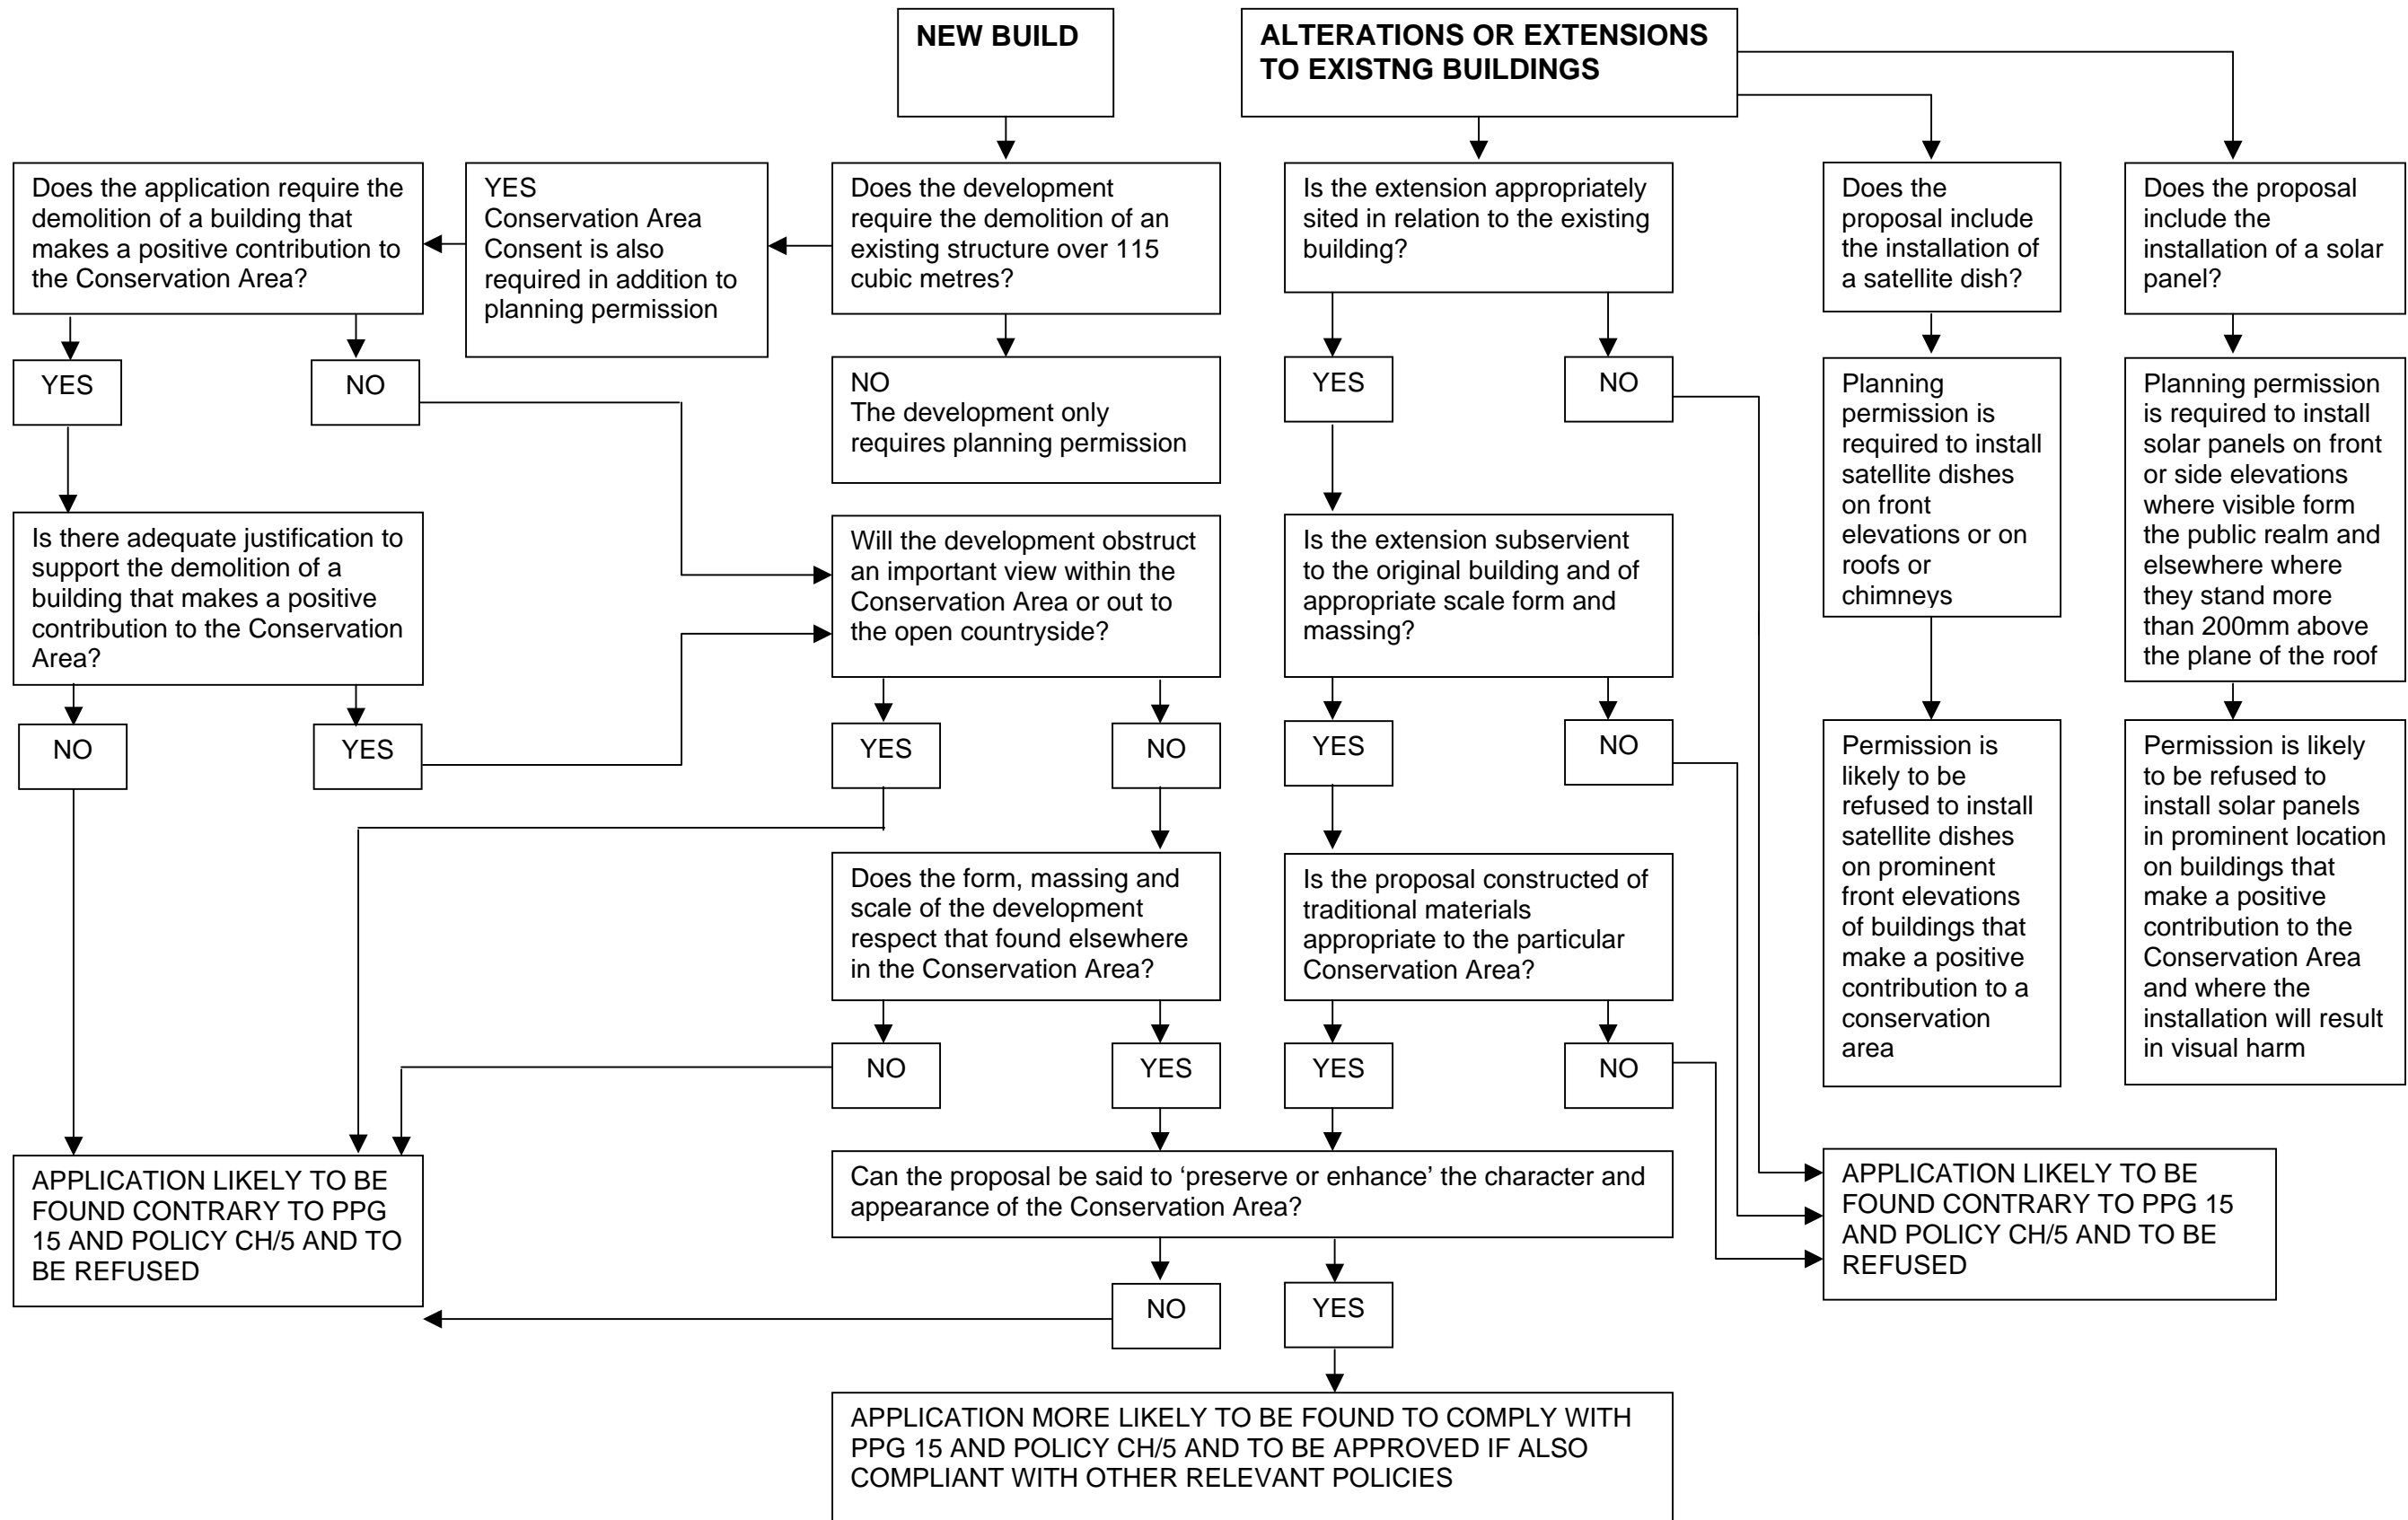 NEW BUILD
ALTERATIONS OR EXTENSIONS
TO EXISTNG BUILDINGS
Does the application require the
demolition of a building that
makes a positive contribution to
the Conservation Area?
YES
Conservation Area
Consent is also
required in addition to
planning permission
Does the development
require the demolition of an
existing structure over 115
cubic metres?
Is the extension appropriately
sited in relation to the existing
building?
Does the
proposal include
the installation of
a satellite dish?
Does the proposal
include the
installation of a solar
panel?
YES
NO
NO
The development only
requires planning permission
YES
NO
Planning
permission is
required to install
satellite dishes
on front
elevations or on
roofs or
chimneys
Planning permission
is required to install
solar panels on front
or side elevations
where visible form
the public realm and
elsewhere where
they stand more
than 200mm above
the plane of the roof
Is there adequate justification to
support the demolition of a
building that makes a positive
contribution to the Conservation
Area?
Will the development obstruct
an important view within the
Conservation Area or out to
the open countryside?
Is the extension subservient
to the original building and of
appropriate scale form and
massing?
NO
YES
YES
NO
YES
NO
Permission is
likely to be
refused to install
satellite dishes
on prominent
front elevations
of buildings that
make a positive
contribution to a
conservation
area
Permission is likely
to be refused to
install solar panels
in prominent location
on buildings that
make a positive
contribution to the
Conservation Area
and where the
installation will result
in visual harm
Does the form, massing and
scale of the development
respect that found elsewhere
in the Conservation Area?
Is the proposal constructed of
traditional materials
appropriate to the particular
Conservation Area?
NO
YES
YES
NO
APPLICATION LIKELY TO BE
FOUND CONTRARY TO PPG
15 AND POLICY CH/5 AND TO
BE REFUSED
Can the proposal be said to ‘preserve or enhance’ the character and
appearance of the Conservation Area?
APPLICATION LIKELY TO BE
FOUND CONTRARY TO PPG 15
AND POLICY CH/5 AND TO BE
REFUSED
NO
YES
APPLICATION MORE LIKELY TO BE FOUND TO COMPLY WITH
PPG 15 AND POLICY CH/5 AND TO BE APPROVED IF ALSO
COMPLIANT WITH OTHER RELEVANT POLICIES